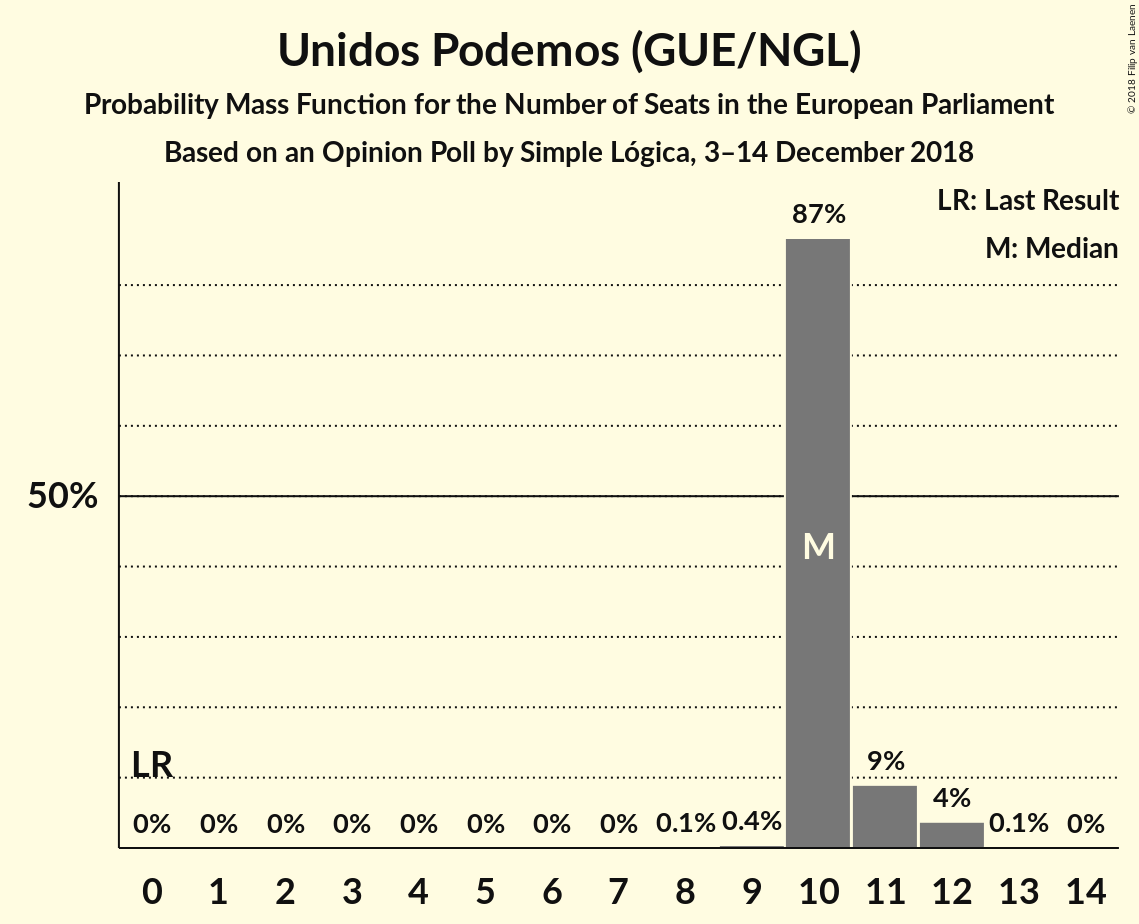 Unidos Podemos (GUE/NGL)
Probability Mass Function for the Number of Seats in the European Parliament
Based on an Opinion Poll by Simple Lógica, 3–14 December 2018
© 2018 Filip van Laenen
LR: Last Result
M: Median
87%
50%
M
LR
9%
4%
0% 0% 0% 0% 0% 0% 0% 0% 0.1% 0.4% 0.1% 0%
0 1 2 3 4 5 6 7 8 9 10 11 12 13 14